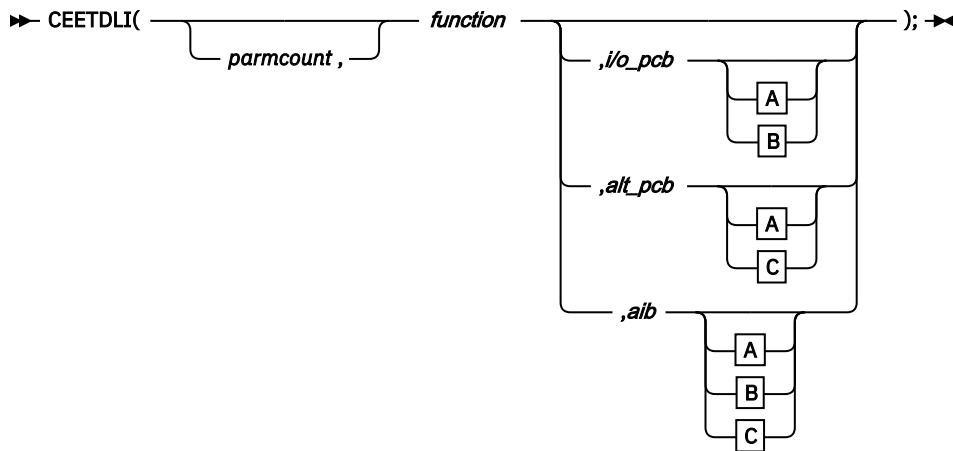 CEETDLI( function ); 
parmcount ,
,i/o_pcb
A
B
,alt_pcb
A
C
,aib
A
B
C